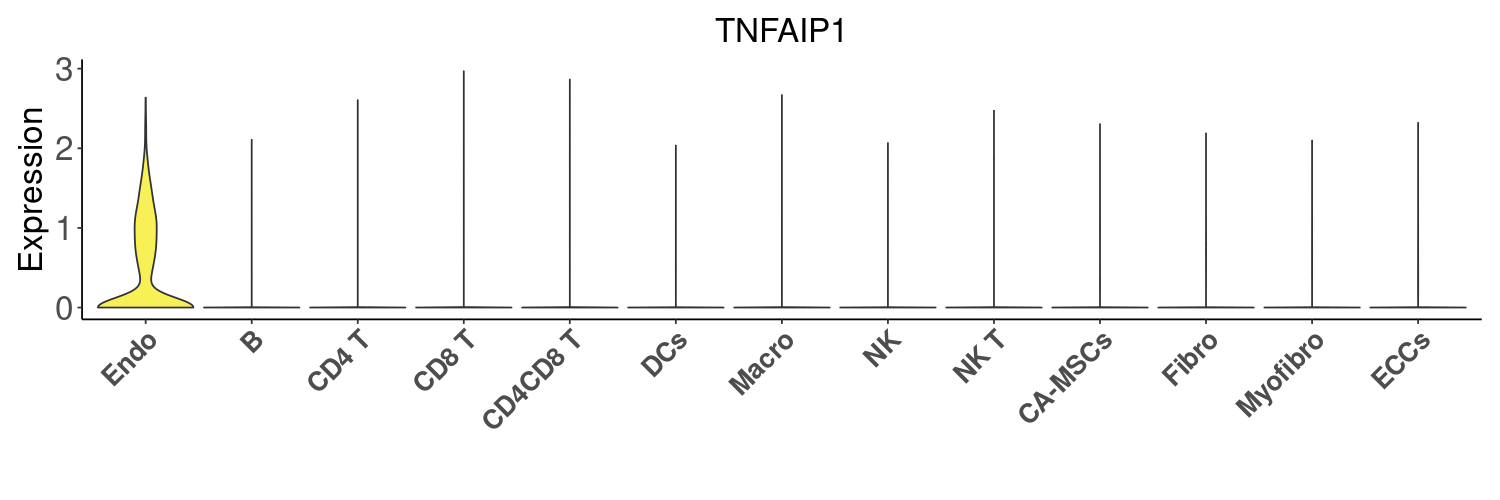 TNFAIP1
Expression
3
2
1
0
Endo
B
CD4 T
CD8 T
CD4CD8 T
DCs
Macro
NK
NK T
CA-MSCs
Fibro
Myofibro
ECCs